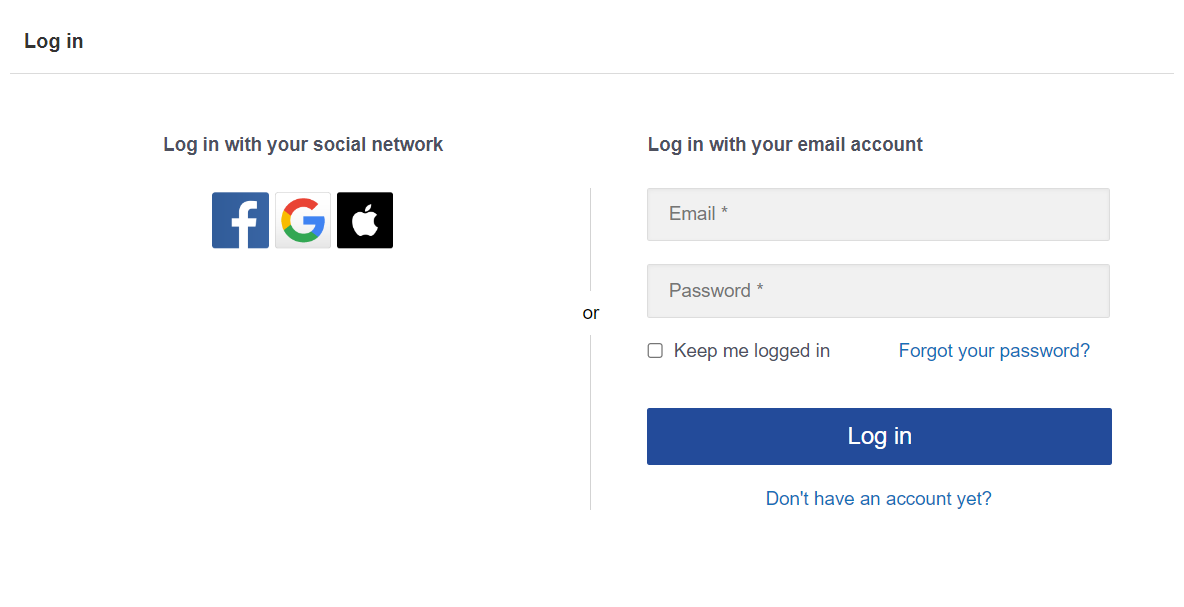 Log in
Log in with your social network
or
Log in with your email account
Email *
Password *
Keep me logged in
Forgot your password?
Log in
Don't have an account yet?